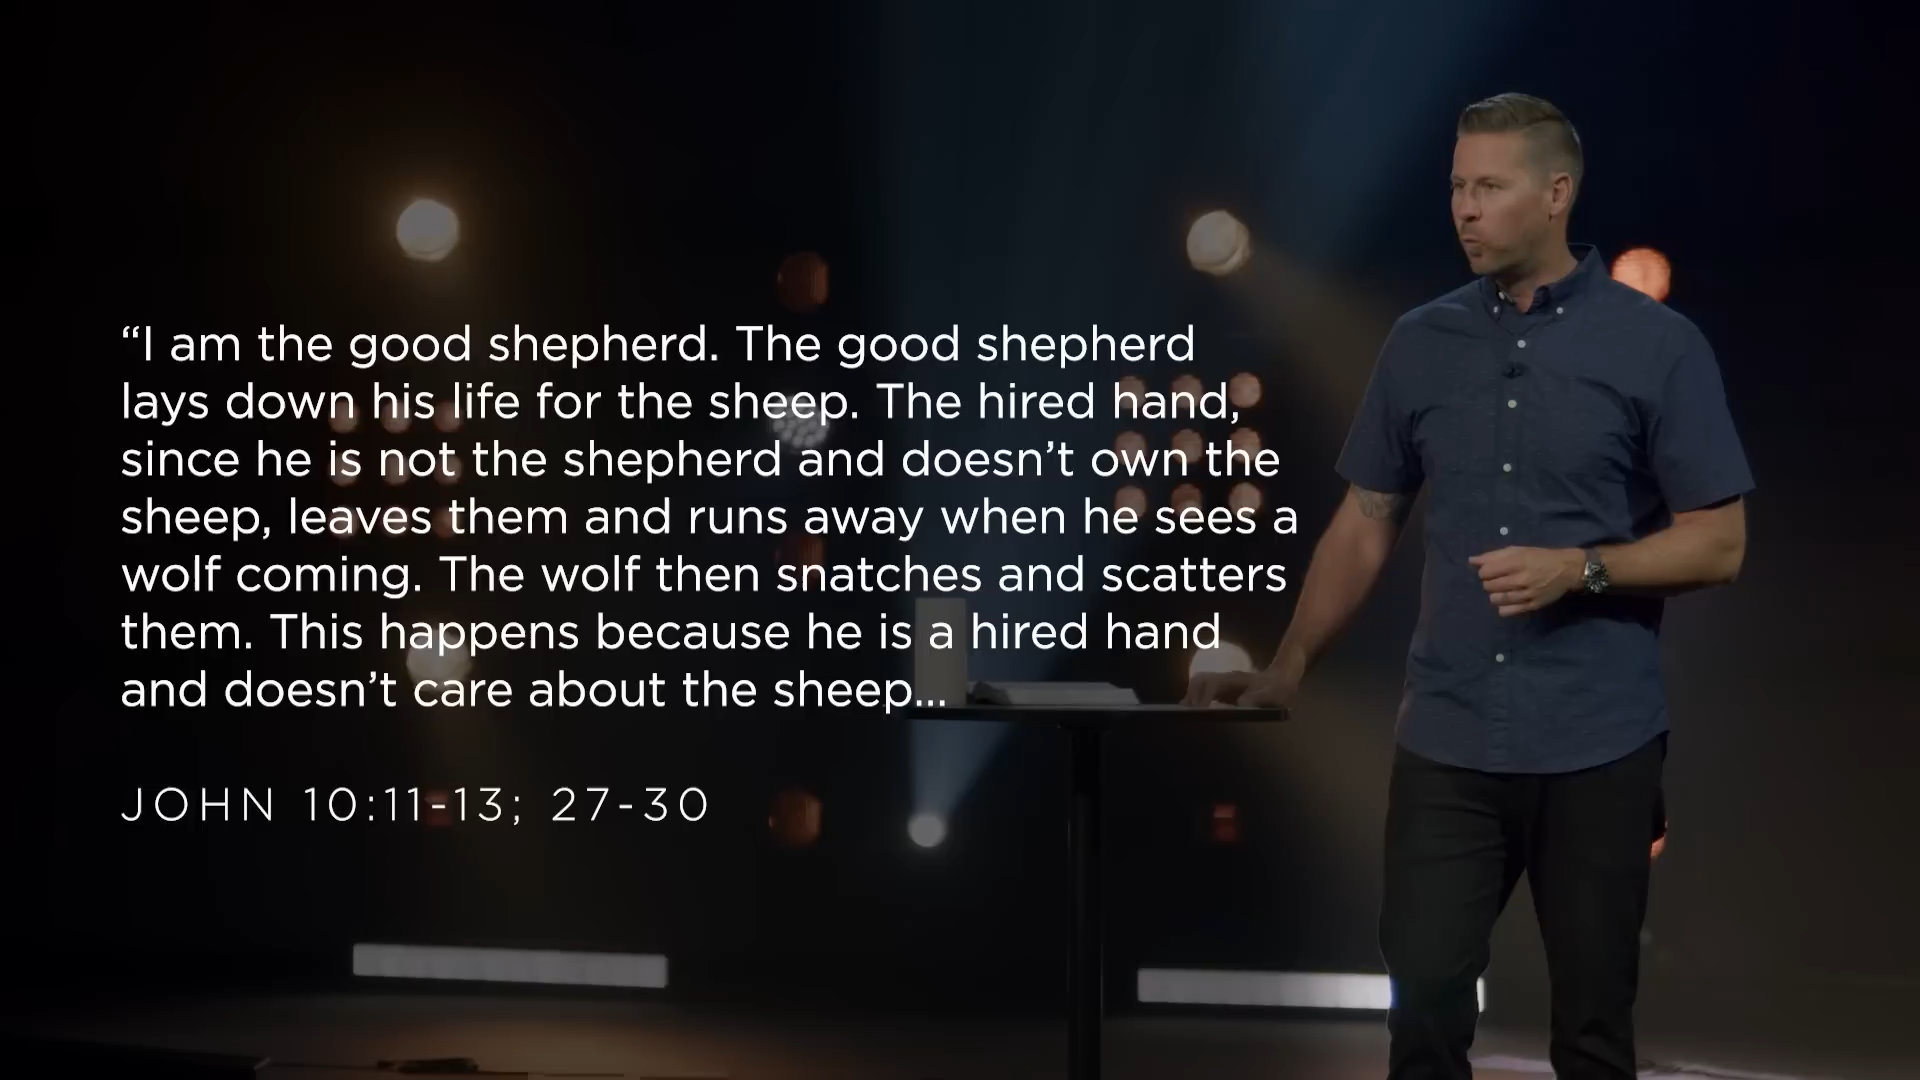 “I am the good shepherd. The good shepherd
lays down his life for the sheep. The hired hand,
since he is not the shepherd and doesn’t own the
sheep, leaves them and runs away when he sees a
wolf coming. The wolf then snatches and scatters
them. This happens because he is a hired hand
and doesn’t care about the sheep...
JOHN 10:11-13; 27-30